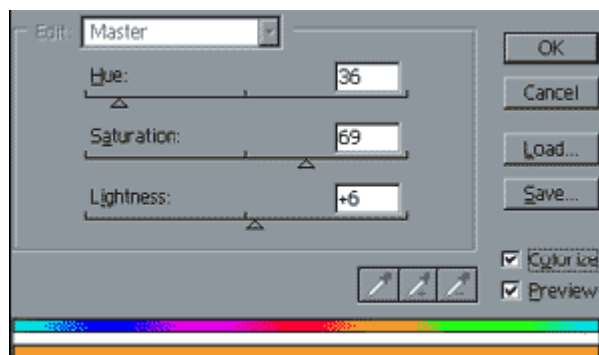 Edit: Master
OK
Hue: 36
Cancel
Saturation: 69
Load...
Lightness: +6
Save...
Colorize
Preview